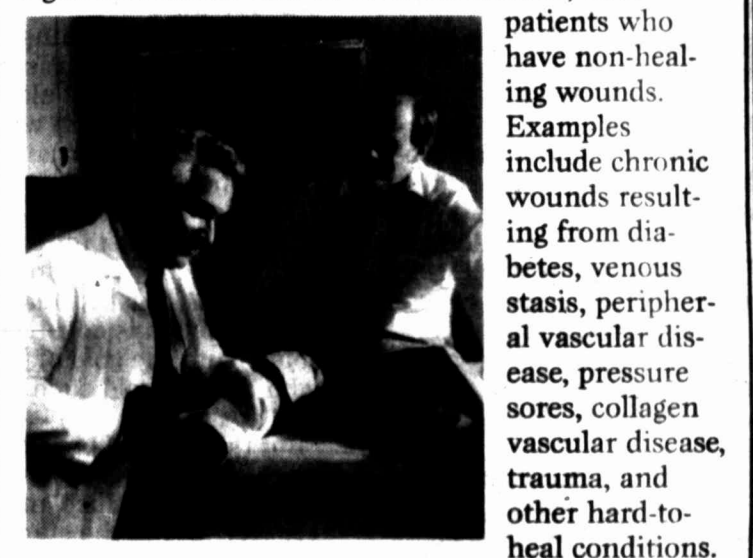 patients who
have non-heal-
ing wounds.
Examples
include chronic
wounds result-
ing from dia-
betes, venous
stasis, peripher-
al vascular dis-
ease, pressure
sores, collagen
vascular disease,
trauma, and
other hard-to-
heal conditions.